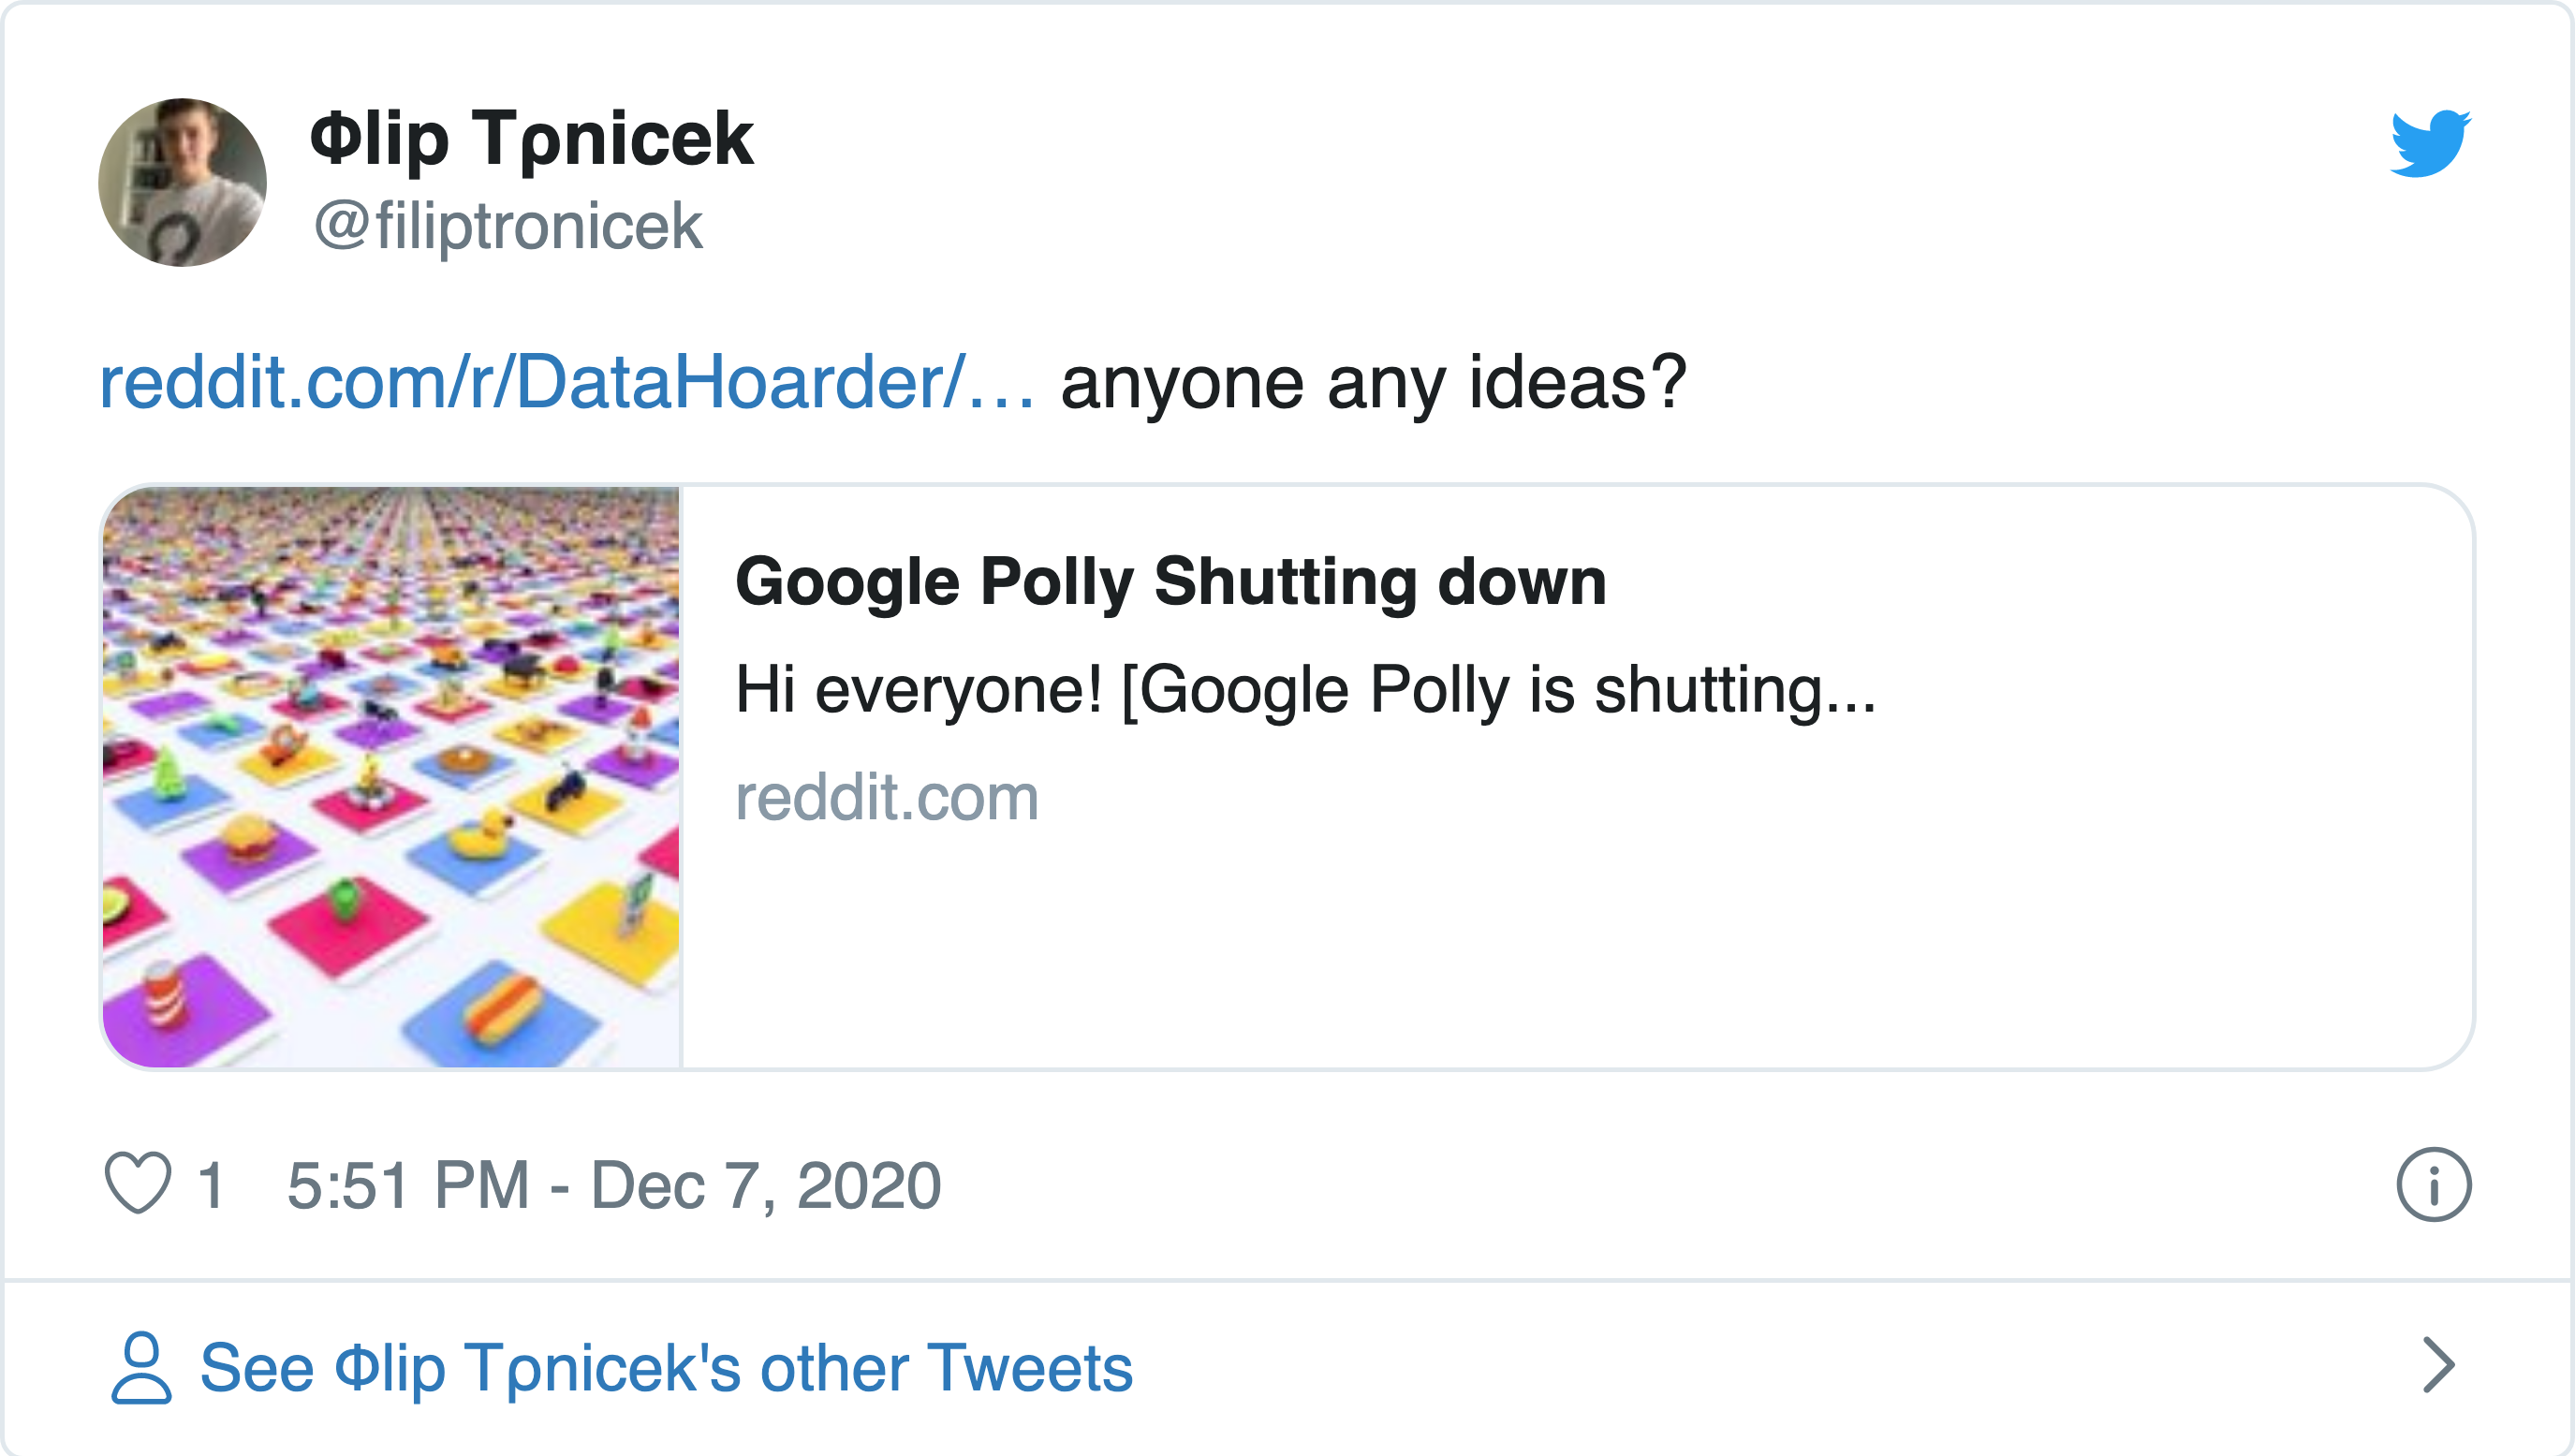 Φlip Tρnicek
@filiptronicek
reddit.com/r/DataHoarder/… anyone any ideas?
Google Polly Shutting down
Hi everyone! [Google Polly is shutting...
reddit.com
1 5:51 PM - Dec 7, 2020
See Φlip Tρnicek's other Tweets